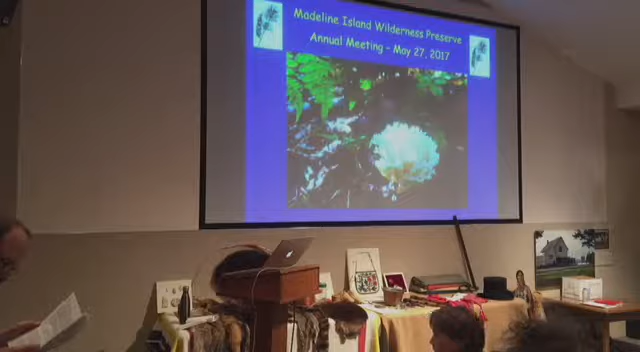 Madeline Island Wilderness Preserve
Annual Meeting - May 27, 2017